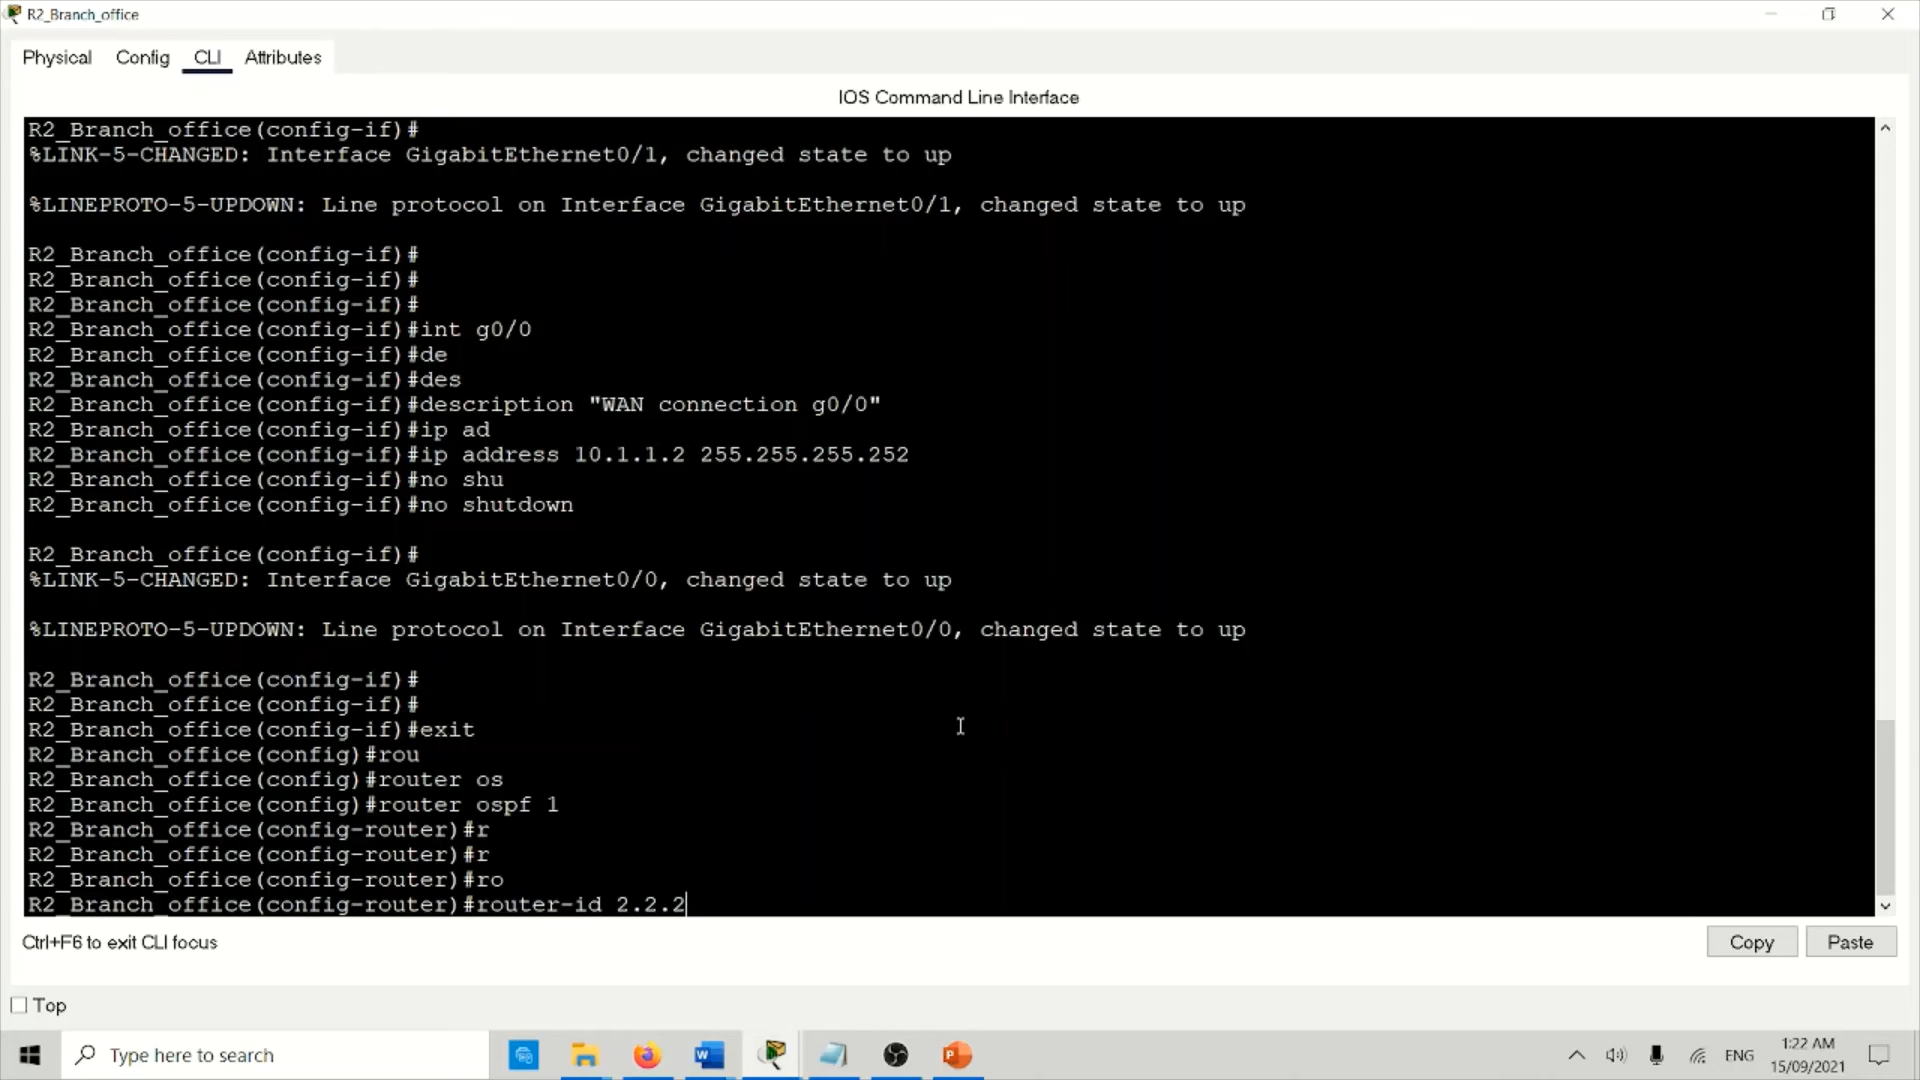 R2_Branch_office
Physical Config CLI Attributes
IOS Command Line Interface
R2_Branch_office(config-if)#
%LINK-5-CHANGED: Interface GigabitEthernet0/1, changed state to up
%LINEPROTO-5-UPDOWN: Line protocol on Interface GigabitEthernet0/1, changed state to up
R2_Branch_office(config-if)#
R2_Branch_office(config-if)#
R2_Branch_office(config-if)#
R2_Branch_office(config-if)#int g0/0
R2_Branch_office(config-if)#de
R2_Branch_office(config-if)#des
R2_Branch_office(config-if)#description "WAN connection g0/0"
R2_Branch_office(config-if)#ip ad
R2_Branch_office(config-if)#ip address 10.1.1.2 255.255.255.252
R2_Branch_office(config-if)#no shu
R2_Branch_office(config-if)#no shutdown
R2_Branch_office(config-if)#
%LINK-5-CHANGED: Interface GigabitEthernet0/0, changed state to up
%LINEPROTO-5-UPDOWN: Line protocol on Interface GigabitEthernet0/0, changed state to up
R2_Branch_office(config-if)#
R2_Branch_office(config-if)#
R2_Branch_office(config-if)#exit
R2_Branch_office(config)#rou
R2_Branch_office(config)#router os
R2_Branch_office(config)#router ospf 1
R2_Branch_office(config-router)#r
R2_Branch_office(config-router)#r
R2_Branch_office(config-router)#ro
R2_Branch_office(config-router)#router-id 2.2.2
Ctrl+F6 to exit CLI focus
Copy Paste
Top
Type here to search
ENG
1:22 AM
15/09/2021